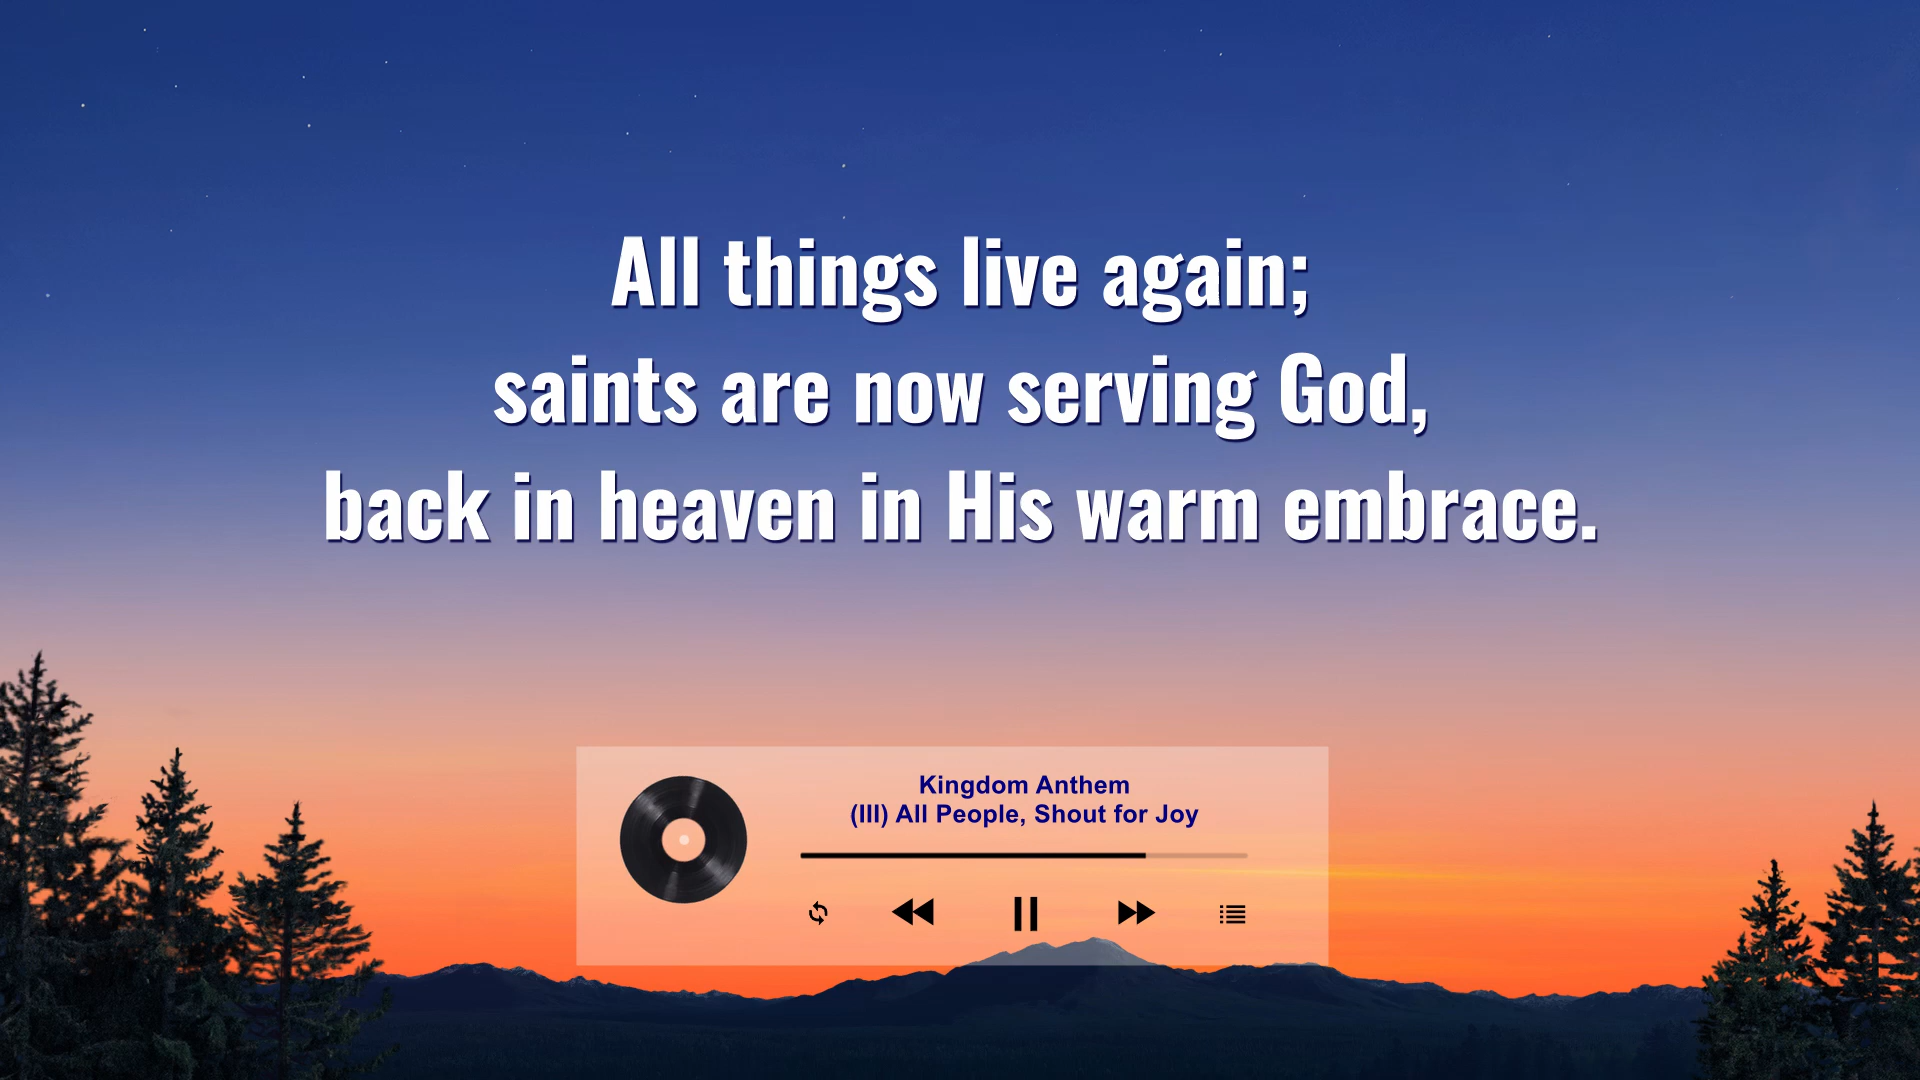 All things live again;
saints are now serving God,
back in heaven in His warm embrace.
Kingdom Anthem
(III) All People, Shout for Joy